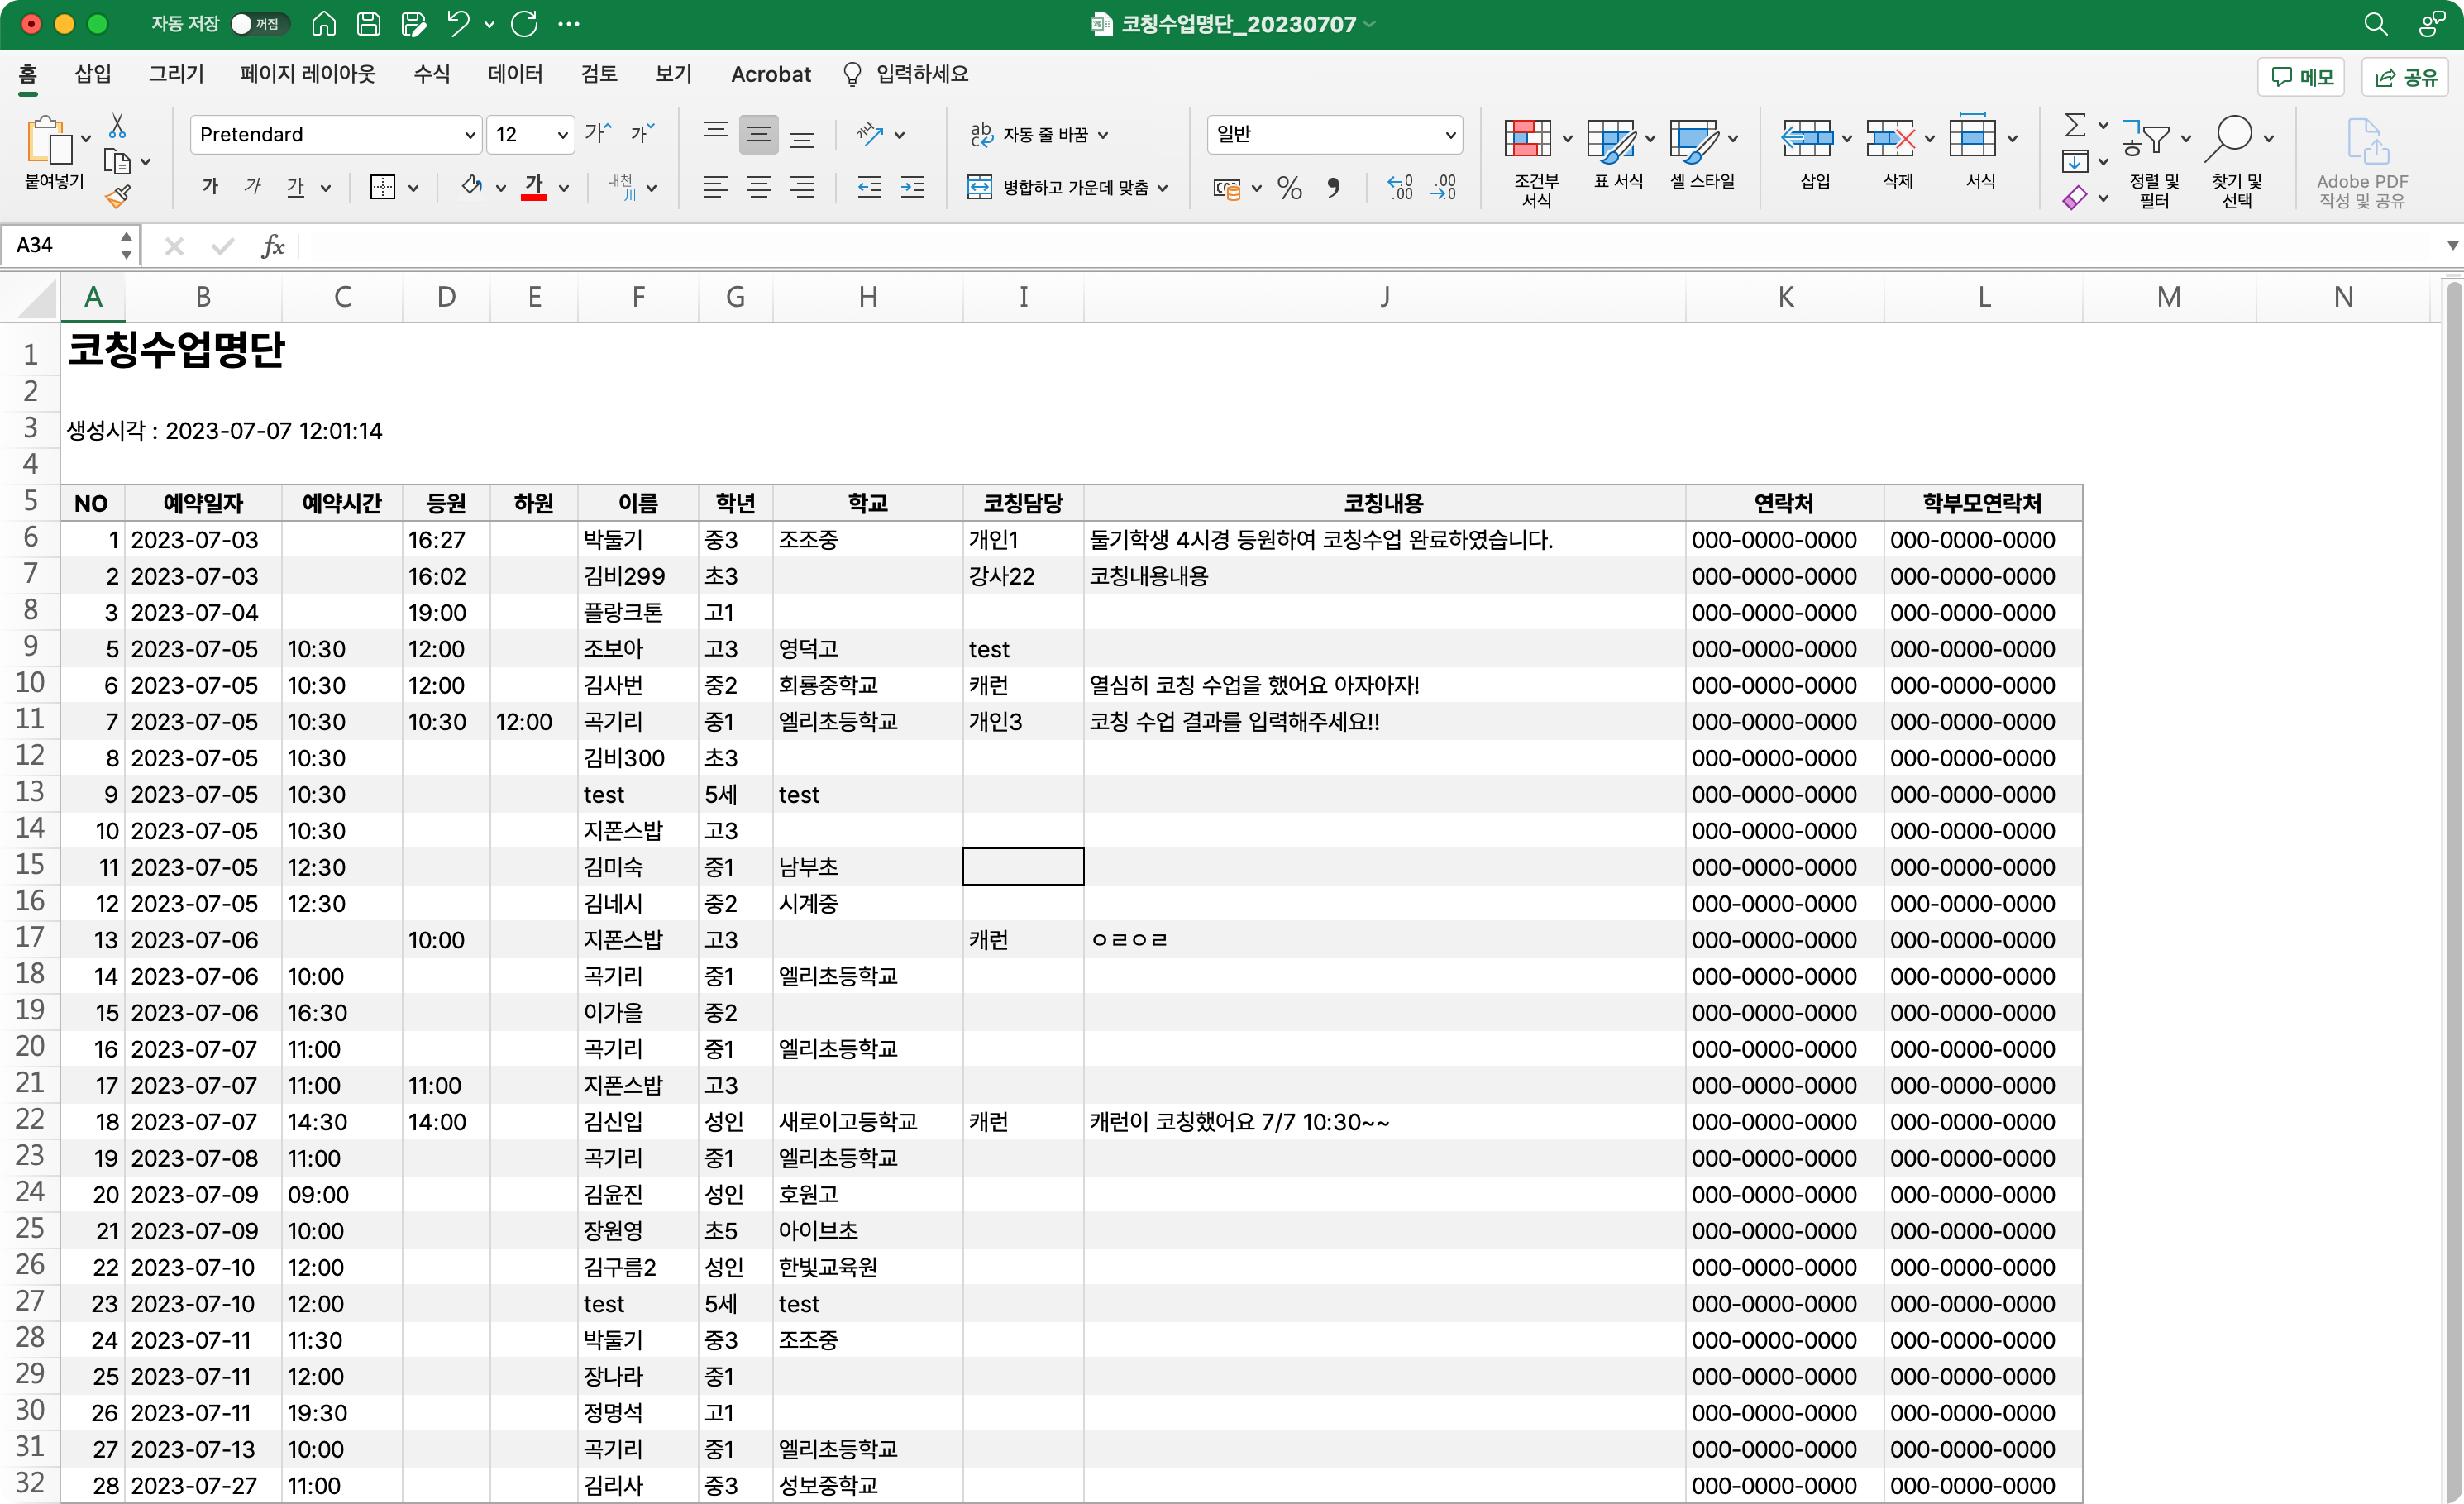 자동 저장 꺼짐 코칭수업명단_20230707
홈 삽입 그리기 페이지 레이아웃 수식 데이터 검토 보기 Acrobat 입력하세요 메모 공유
붙여넣기 Pretendard 12 가 가 ab 자동 줄 바꿈 일반 조건부 서식 표 서식 셀 스타일 삽입 삭제 서식 정렬 및 필터 찾기 및 선택 Adobe PDF 작성 및 공유
가 가 가 가 내천 병합하고 가운데 맞춤 % .00 .00
A34 fx
A B C D E F G H I J K L M N
1 코칭수업명단
2
3 생성시각 : 2023-07-07 12:01:14
4
5 NO 예약일자 예약시간 등원 하원 이름 학년 학교 코칭담당 코칭내용 연락처 학부모연락처
6 1 2023-07-03 16:27 박둘기 중3 조조중 개인1 둘기학생 4시경 등원하여 코칭수업 완료하였습니다. 000-0000-0000 000-0000-0000
7 2 2023-07-03 16:02 김비299 초3 강사22 코칭내용내용 000-0000-0000 000-0000-0000
8 3 2023-07-04 19:00 플랑크톤 고1 000-0000-0000 000-0000-0000
9 5 2023-07-05 10:30 12:00 조보아 고3 영덕고 test 000-0000-0000 000-0000-0000
10 6 2023-07-05 10:30 12:00 김사번 중2 회룡중학교 캐런 열심히 코칭 수업을 했어요 아자아자! 000-0000-0000 000-0000-0000
11 7 2023-07-05 10:30 10:30 12:00 곡기리 중1 엘리초등학교 개인3 코칭 수업 결과를 입력해주세요!! 000-0000-0000 000-0000-0000
12 8 2023-07-05 10:30 김비300 초3 000-0000-0000 000-0000-0000
13 9 2023-07-05 10:30 test 5세 test 000-0000-0000 000-0000-0000
14 10 2023-07-05 10:30 지폰스밥 고3 000-0000-0000 000-0000-0000
15 11 2023-07-05 12:30 김미숙 중1 남부초 000-0000-0000 000-0000-0000
16 12 2023-07-05 12:30 김네시 중2 시계중 000-0000-0000 000-0000-0000
17 13 2023-07-06 10:00 지폰스밥 고3 캐런 ㅇㄹㅇㄹ 000-0000-0000 000-0000-0000
18 14 2023-07-06 10:00 곡기리 중1 엘리초등학교 000-0000-0000 000-0000-0000
19 15 2023-07-06 16:30 이가을 중2 000-0000-0000 000-0000-0000
20 16 2023-07-07 11:00 곡기리 중1 엘리초등학교 000-0000-0000 000-0000-0000
21 17 2023-07-07 11:00 11:00 지폰스밥 고3 000-0000-0000 000-0000-0000
22 18 2023-07-07 14:30 14:00 김신입 성인 새로이고등학교 캐런 캐런이 코칭했어요 7/7 10:30~~ 000-0000-0000 000-0000-0000
23 19 2023-07-08 11:00 곡기리 중1 엘리초등학교 000-0000-0000 000-0000-0000
24 20 2023-07-09 09:00 김윤진 성인 호원고 000-0000-0000 000-0000-0000
25 21 2023-07-09 10:00 장원영 초5 아이브초 000-0000-0000 000-0000-0000
26 22 2023-07-10 12:00 김구름2 성인 한빛교육원 000-0000-0000 000-0000-0000
27 23 2023-07-10 12:00 test 5세 test 000-0000-0000 000-0000-0000
28 24 2023-07-11 11:30 박둘기 중3 조조중 000-0000-0000 000-0000-0000
29 25 2023-07-11 12:00 장나라 중1 000-0000-0000 000-0000-0000
30 26 2023-07-11 19:30 정명석 고1 000-0000-0000 000-0000-0000
31 27 2023-07-13 10:00 곡기리 중1 엘리초등학교 000-0000-0000 000-0000-0000
32 28 2023-07-27 11:00 김리사 중3 성보중학교 000-0000-0000 000-0000-0000